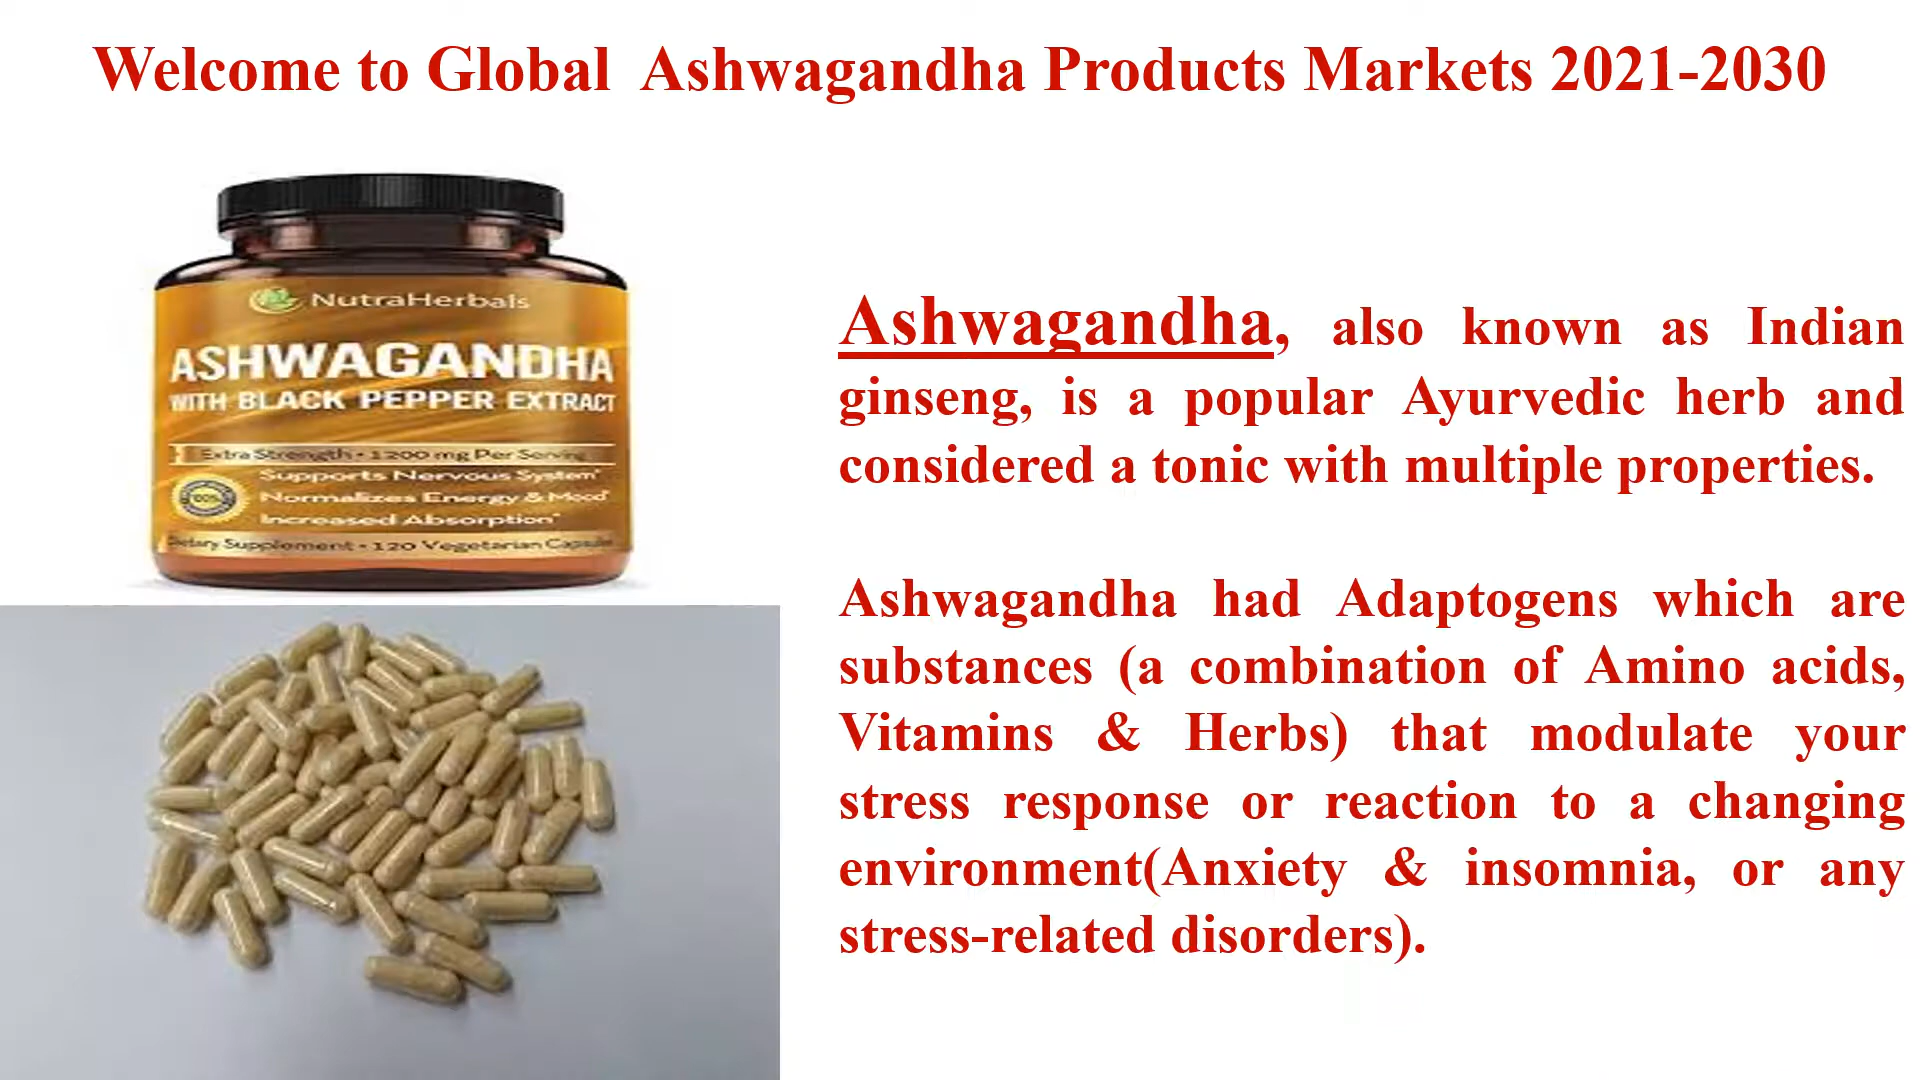 Welcome to Global Ashwagandha Products Markets 2021-2030
NutraHerbals
ASHWAGANDHA
WITH BLACK PEPPER EXTRACT
Extra Strength • 1200 mg Per Serving
Supports Nervous System*
Normalizes Energy & Mood*
Increased Absorption*
100%
Dietary Supplement • 120 Vegetarian Capsules
Ashwagandha, also known as Indian
ginseng, is a popular Ayurvedic herb and
considered a tonic with multiple properties.
Ashwagandha had Adaptogens which are
substances (a combination of Amino acids,
Vitamins & Herbs) that modulate your
stress response or reaction to a changing
environment(Anxiety & insomnia, or any
stress-related disorders).